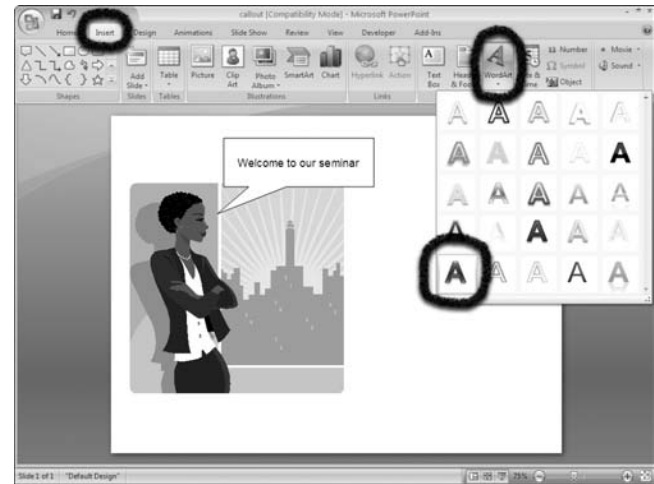 callout [Compatibility Mode] - Microsoft PowerPoint
Home Insert Design Animations Slide Show Review View Developer Add-Ins
Add Slide Table Picture Clip Art Photo Album SmartArt Chart Hyperlink Action Text Box WordArt Number Symbol Object Movie Sound
Shapes Slides Tables Illustrations Links
A A A A A
A A A A A
A A A A A
A A A A A
A A A A A
Welcome to our seminar
Slide 1 of 1 "Default Design" 25%